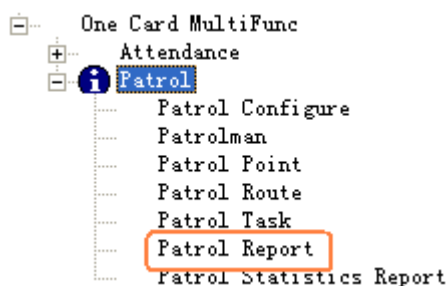 One Card MultiFunc
Attendance
Patrol
Patrol Configure
Patrolman
Patrol Point
Patrol Route
Patrol Task
Patrol Report
Patrol Statistics Report